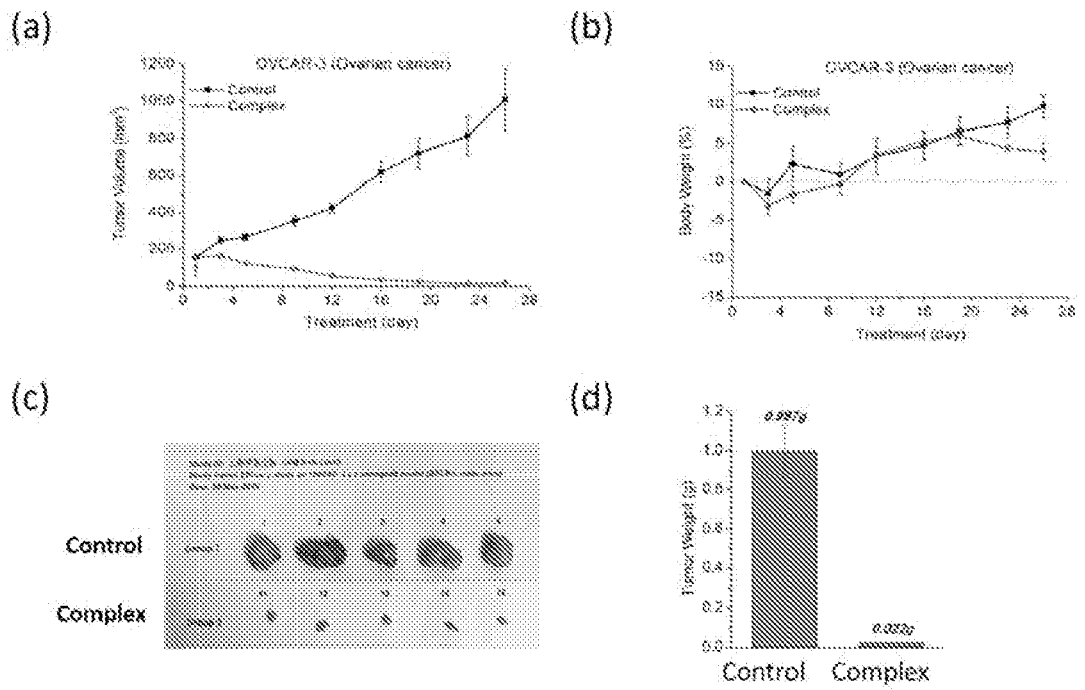 (a)
OVCAR-3 (Ovarian cancer)
Control
Complex
Tumor Volume (mm³)
1200
1000
800
600
400
200
0
0 4 8 12 16 20 24 28
Treatment (day)
(b)
OVCAR-3 (Ovarian cancer)
Control
Complex
Body Weight (%)
15
10
5
0
-5
-10
-15
0 4 8 12 16 20 24 28
Treatment (day)
(c)
Control
Complex
(d)
Tumor Weight (g)
1.2
1.0
0.8
0.6
0.4
0.2
0.0
0.997g
0.022g
Control Complex